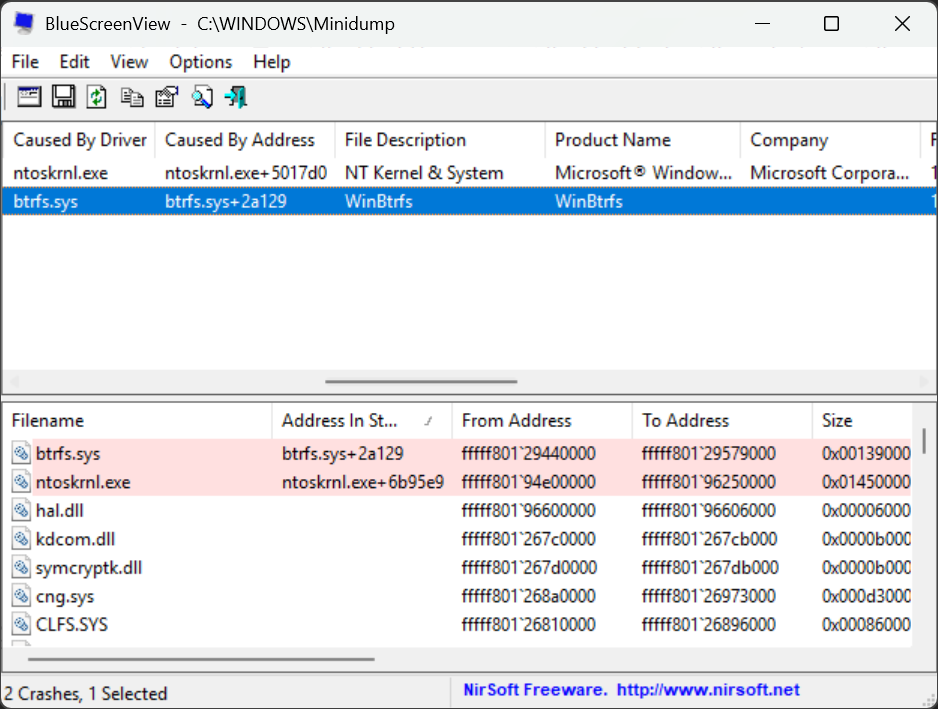 BlueScreenView - C:\WINDOWS\Minidump
File Edit View Options Help
Caused By Driver Caused By Address File Description Product Name Company F
ntoskrnl.exe ntoskrnl.exe+5017d0 NT Kernel & System Microsoft® Window... Microsoft Corpora... 1
btrfs.sys btrfs.sys+2a129 WinBtrfs WinBtrfs 1
Filename Address In St... From Address To Address Size
btrfs.sys btrfs.sys+2a129 fffff801`29440000 fffff801`29579000 0x00139000
ntoskrnl.exe ntoskrnl.exe+6b95e9 fffff801`94e00000 fffff801`96250000 0x01450000
hal.dll fffff801`96600000 fffff801`96606000 0x00006000
kdcom.dll fffff801`267c0000 fffff801`267cb000 0x0000b000
symcryptk.dll fffff801`267d0000 fffff801`267db000 0x0000b000
cng.sys fffff801`268a0000 fffff801`26973000 0x000d3000
CLFS.SYS fffff801`26810000 fffff801`26896000 0x00086000
2 Crashes, 1 Selected NirSoft Freeware. http://www.nirsoft.net